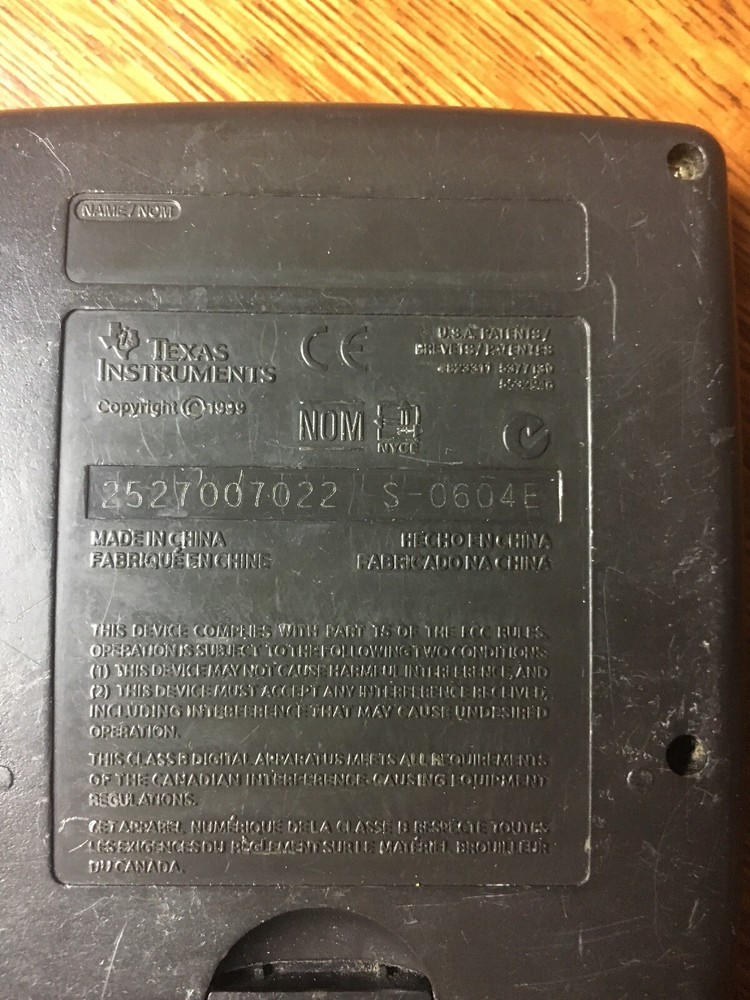 NAME/NOM
TEXAS
INSTRUMENTS
Copyright © 1999
CE
U.S.A. PATENTS/
BREVETS/PATENTES
NOM
NYCE
2527007022 S-0604E
MADE IN CHINA
FABRIQUÉ EN CHINE
HECHO EN CHINA
FABRICADO NA CHINA
THIS DEVICE COMPLIES WITH PART 15 OF THE FCC RULES.
OPERATION IS SUBJECT TO THE FOLLOWING TWO CONDITIONS:
(1) THIS DEVICE MAY NOT CAUSE HARMFUL INTERFERENCE, AND
(2) THIS DEVICE MUST ACCEPT ANY INTERFERENCE RECEIVED,
INCLUDING INTERFERENCE THAT MAY CAUSE UNDESIRED
OPERATION.
THIS CLASS B DIGITAL APPARATUS MEETS ALL REQUIREMENTS
OF THE CANADIAN INTERFERENCE-CAUSING EQUIPMENT
REGULATIONS.
CET APPAREIL NUMÉRIQUE DE LA CLASSE B RESPECTE TOUTES
LES EXIGENCES DU RÈGLEMENT SUR LE MATÉRIEL BROUILLEUR
DU CANADA.